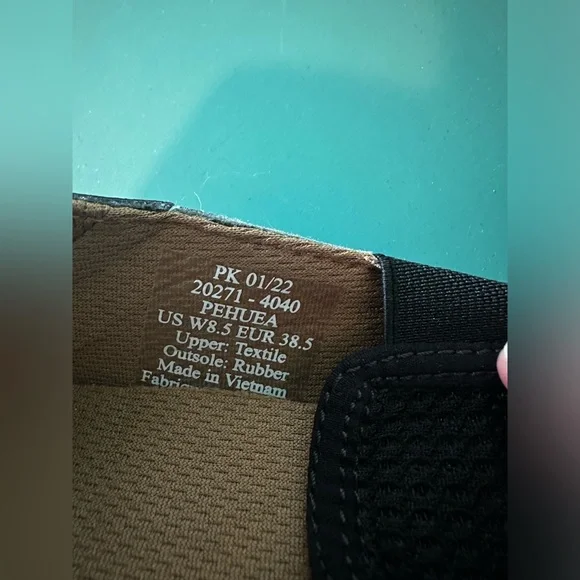 PK 01/22
20271 - 4040
PEHUEA
US W8.5 EUR 38.5
Upper: Textile
Outsole: Rubber
Made in Vietnam